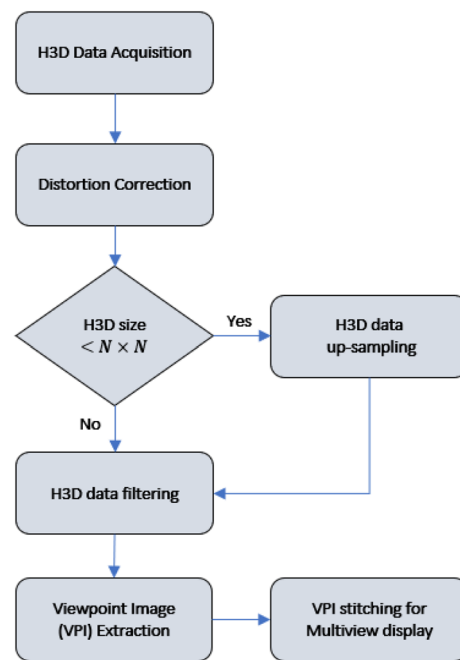 H3D Data Acquisition
Distortion Correction
H3D size
< N × N
Yes
H3D data
up-sampling
No
H3D data filtering
Viewpoint Image
(VPI) Extraction
VPI stitching for
Multiview display